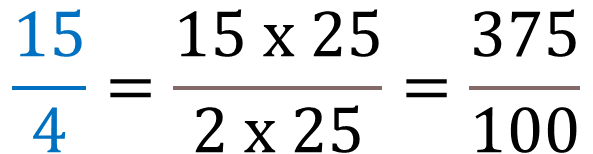 15/4 = 15 x 25/2 x 25 = 375/100